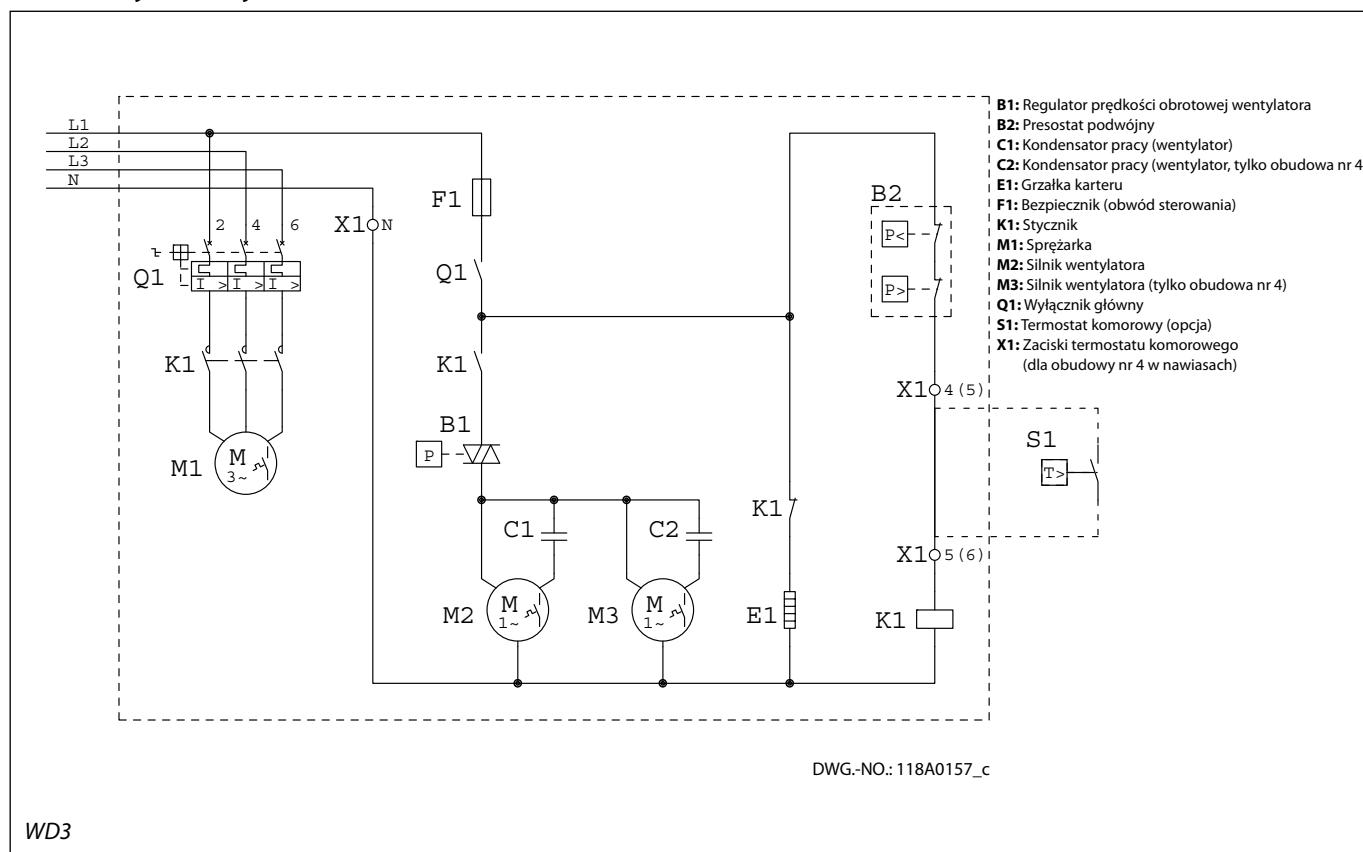 L1
L2
L3
N
2 4 6
Q1
I > I > I >
K1
M1
M
3~
X1 N
F1
Q1
K1
B1
P
C1
C2
M2
M
1~
M3
M
1~
K1
E1
B2
P<
P>
X1 4 (5)
S1
T>
X1 5 (6)
K1
B1: Regulator prędkości obrotowej wentylatora
B2: Presostat podwójny
C1: Kondensator pracy (wentylator)
C2: Kondensator pracy (wentylator, tylko obudowa nr 4
E1: Grzałka karteru
F1: Bezpiecznik (obwód sterowania)
K1: Stycznik
M1: Sprężarka
M2: Silnik wentylatora
M3: Silnik wentylatora (tylko obudowa nr 4)
Q1: Wyłącznik główny
S1: Termostat komorowy (opcja)
X1: Zaciski termostatu komorowego
(dla obudowy nr 4 w nawiasach)
DWG.-NO.: 118A0157_c
WD3